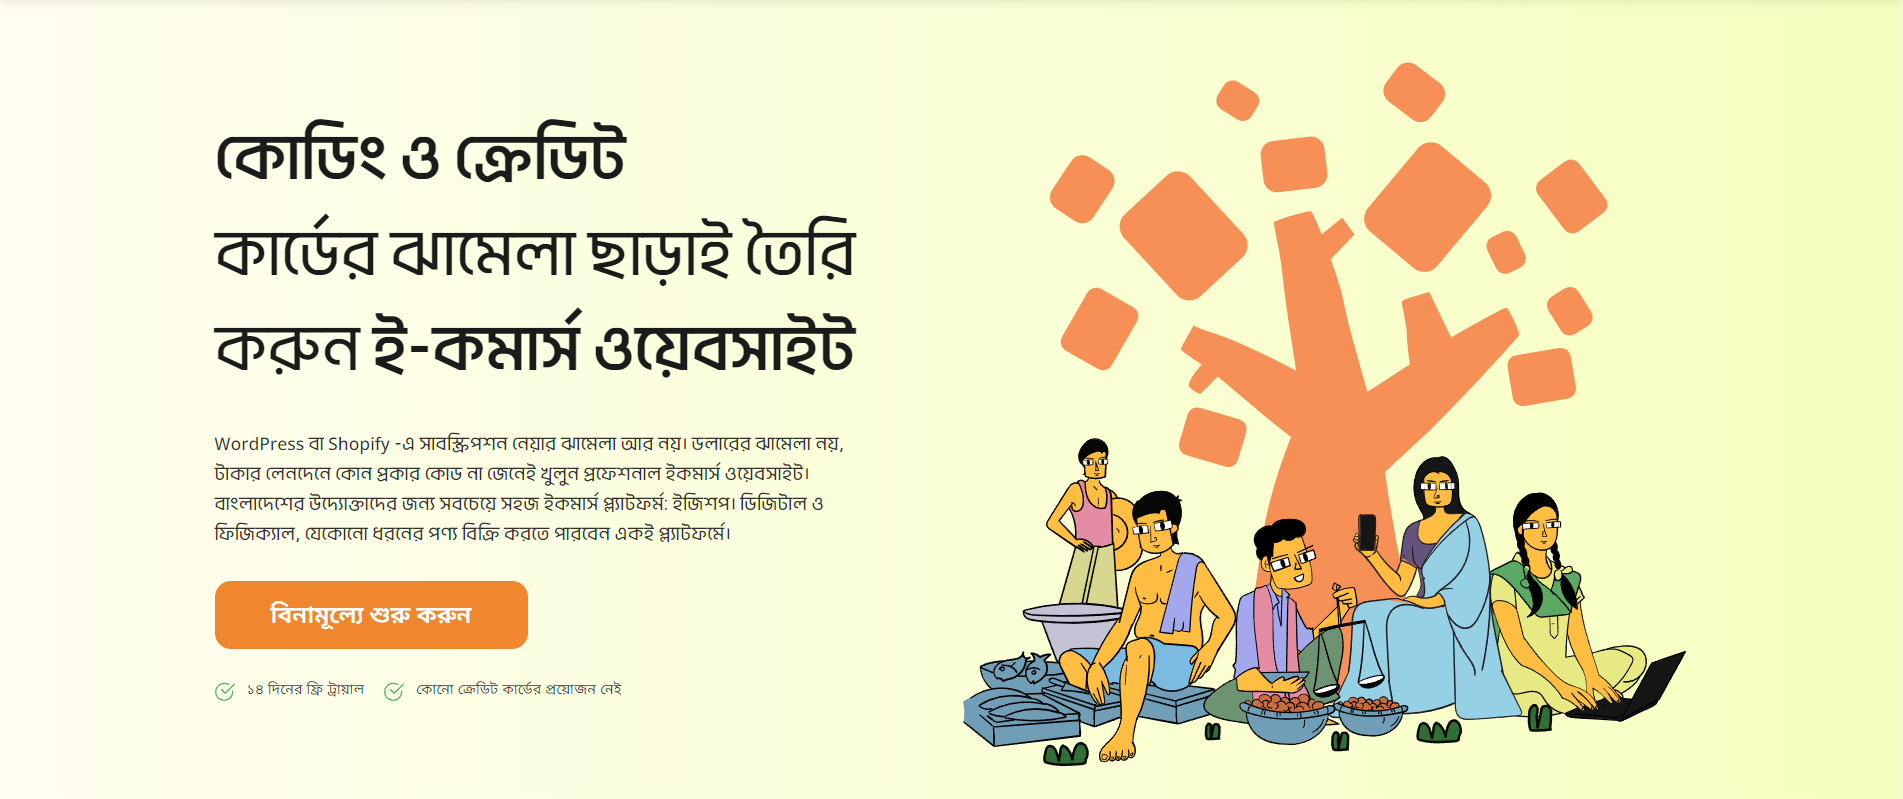 কোডিং ও ক্রেডিট
কার্ডের ঝামেলা ছাড়াই তৈরি
করুন ই-কমার্স ওয়েবসাইট
WordPress বা Shopify -এ সাবস্ক্রিপশন নেয়ার ঝামেলা আর নয়। ডলারের ঝামেলা নয়,
টাকার লেনদেনে কোন প্রকার কোড না জেনেই খুলুন প্রফেশনাল ইকমার্স ওয়েবসাইট।
বাংলাদেশের উদ্যোক্তাদের জন্য সবচেয়ে সহজ ইকমার্স প্ল্যাটফর্ম: ইজিশপ। ডিজিটাল ও
ফিজিক্যাল, যেকোনো ধরনের পণ্য বিক্রি করতে পারবেন একই প্ল্যাটফর্মে।
বিনামূল্যে শুরু করুন
১৪ দিনের ফ্রি ট্রায়াল কোনো ক্রেডিট কার্ডের প্রয়োজন নেই